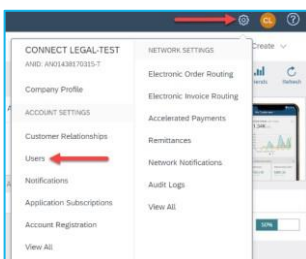 CL
CONNECT LEGAL-TEST
ANID: AN01438170315-T
Company Profile
ACCOUNT SETTINGS
Customer Relationships
Users
Notifications
Application Subscriptions
Account Registration
View All
NETWORK SETTINGS
Electronic Order Routing
Electronic Invoice Routing
Accelerated Payments
Remittances
Network Notifications
Audit Logs
View All
Create
Refresh
50%